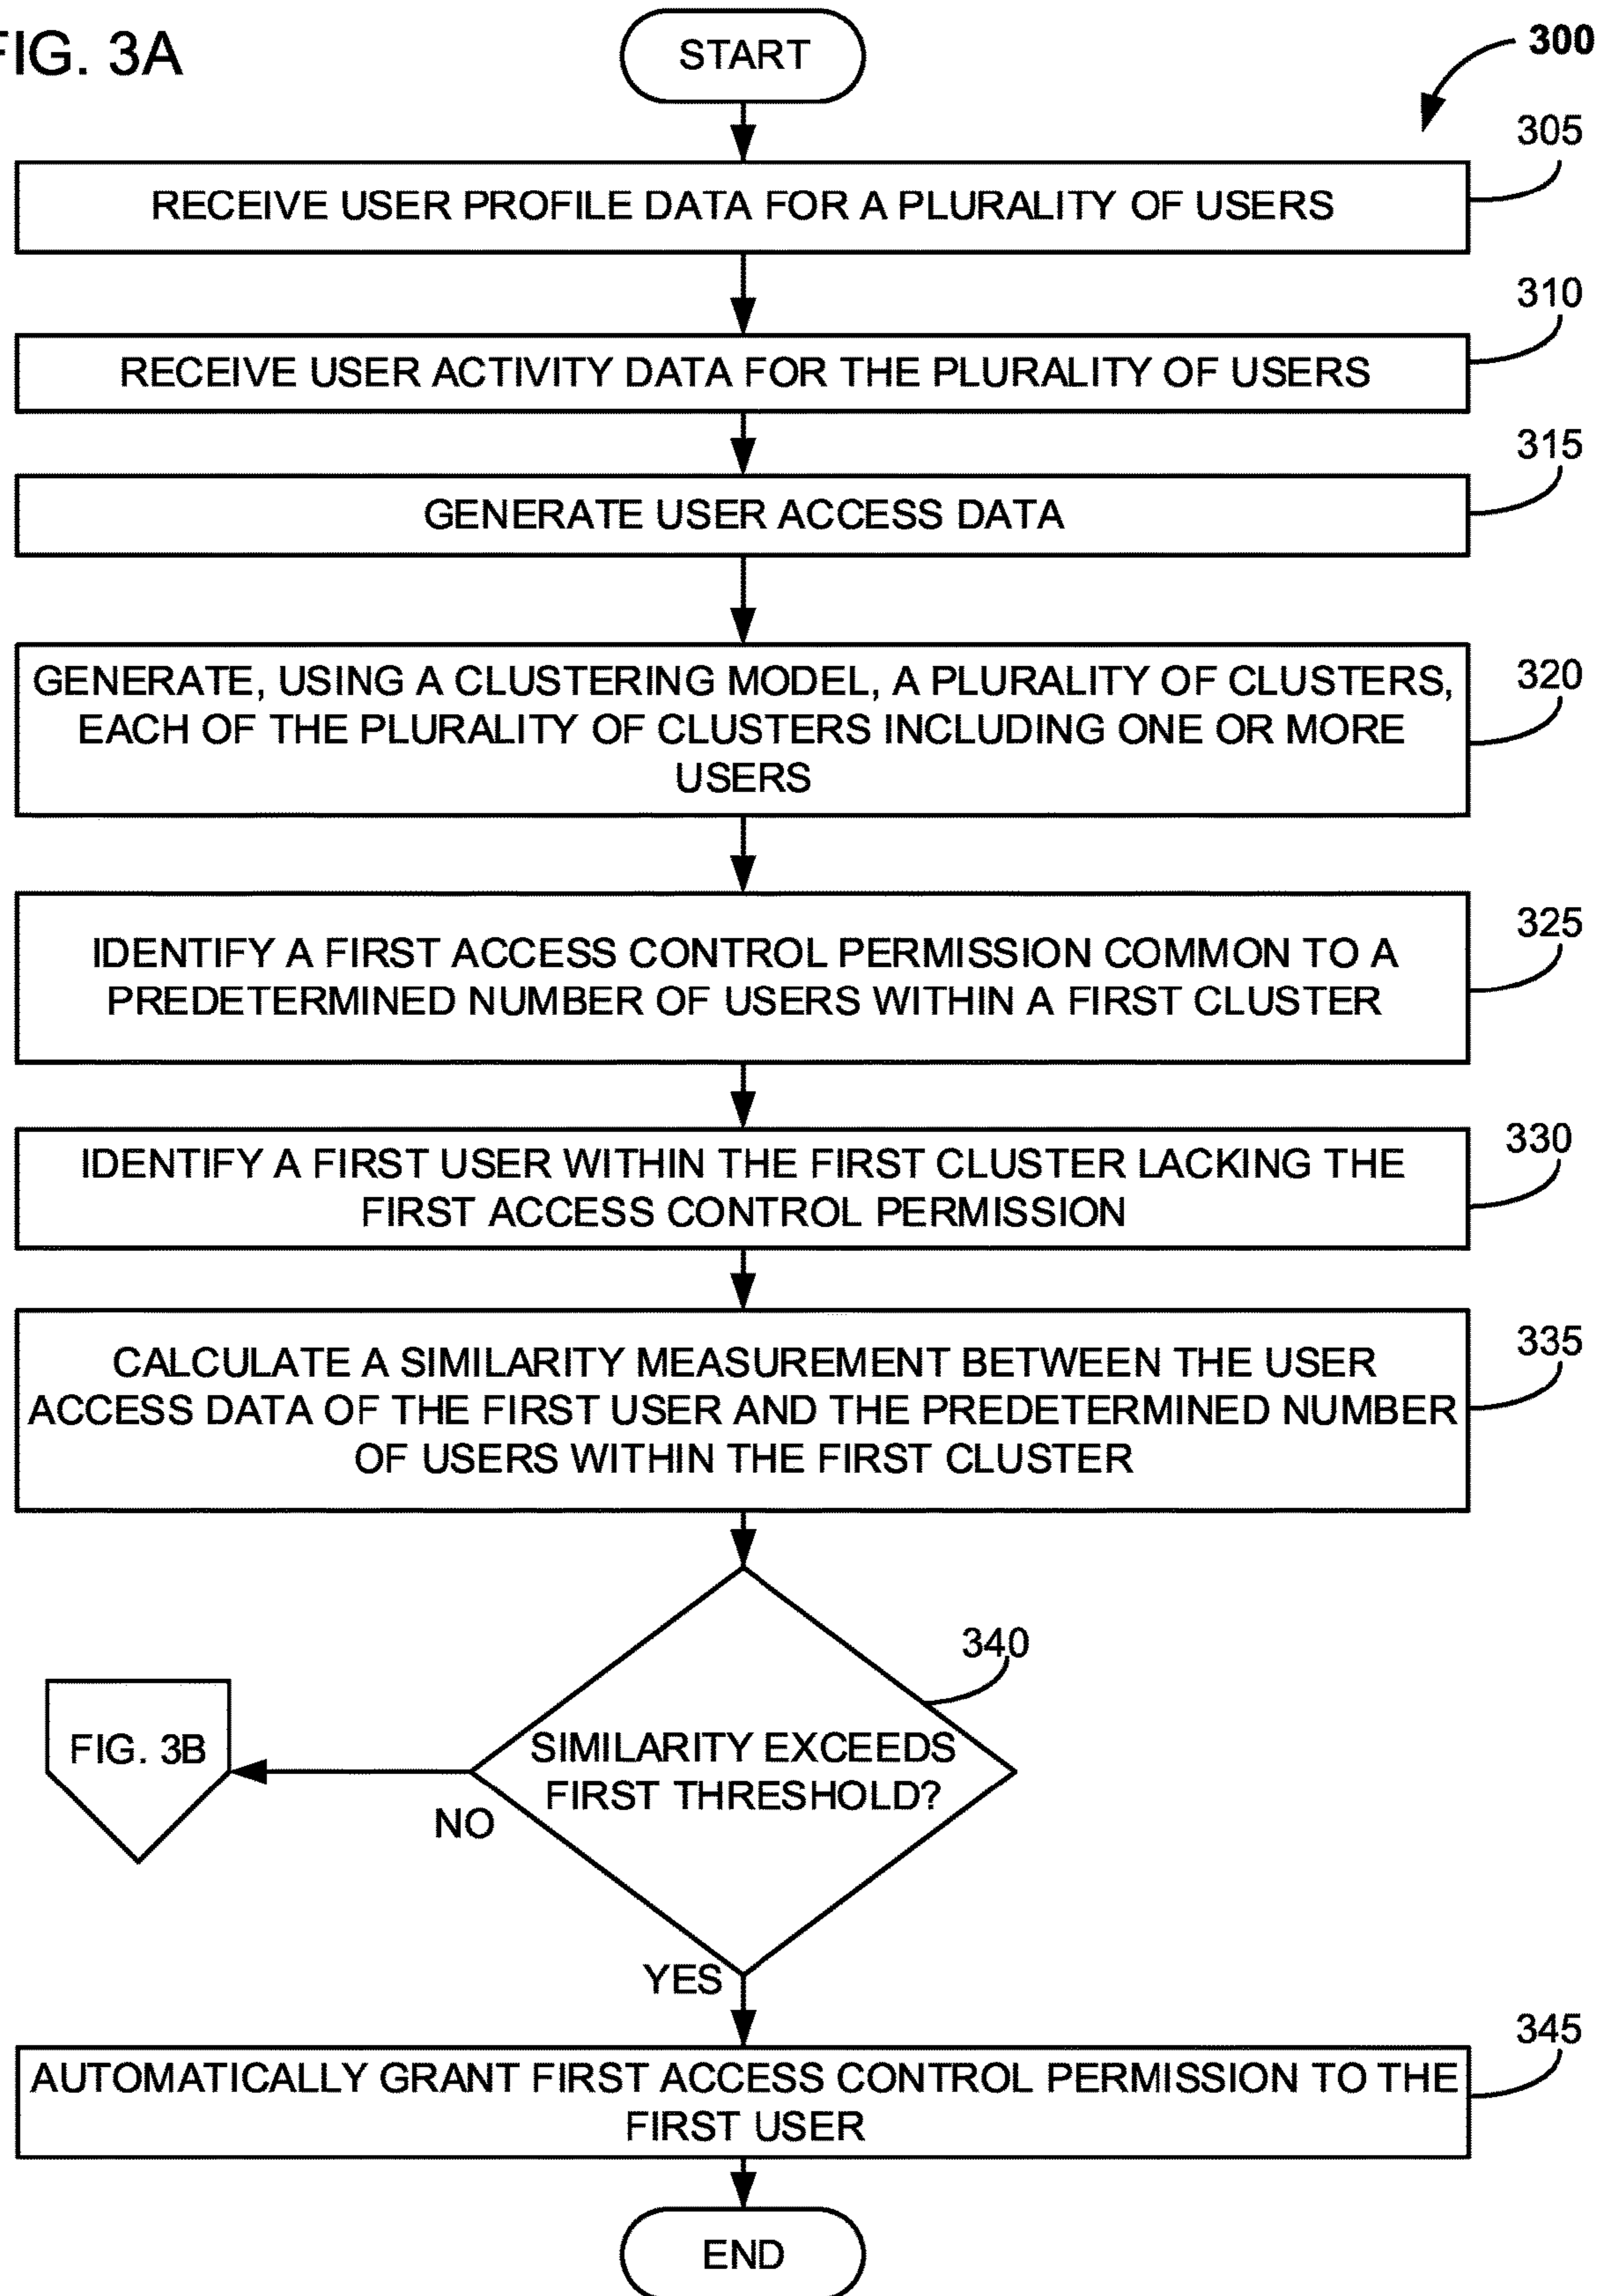 FIG. 3A
START
300
305
RECEIVE USER PROFILE DATA FOR A PLURALITY OF USERS
310
RECEIVE USER ACTIVITY DATA FOR THE PLURALITY OF USERS
315
GENERATE USER ACCESS DATA
320
GENERATE, USING A CLUSTERING MODEL, A PLURALITY OF CLUSTERS,
EACH OF THE PLURALITY OF CLUSTERS INCLUDING ONE OR MORE
USERS
325
IDENTIFY A FIRST ACCESS CONTROL PERMISSION COMMON TO A
PREDETERMINED NUMBER OF USERS WITHIN A FIRST CLUSTER
330
IDENTIFY A FIRST USER WITHIN THE FIRST CLUSTER LACKING THE
FIRST ACCESS CONTROL PERMISSION
335
CALCULATE A SIMILARITY MEASUREMENT BETWEEN THE USER
ACCESS DATA OF THE FIRST USER AND THE PREDETERMINED NUMBER
OF USERS WITHIN THE FIRST CLUSTER
340
SIMILARITY EXCEEDS
FIRST THRESHOLD?
FIG. 3B
NO
YES
345
AUTOMATICALLY GRANT FIRST ACCESS CONTROL PERMISSION TO THE
FIRST USER
END